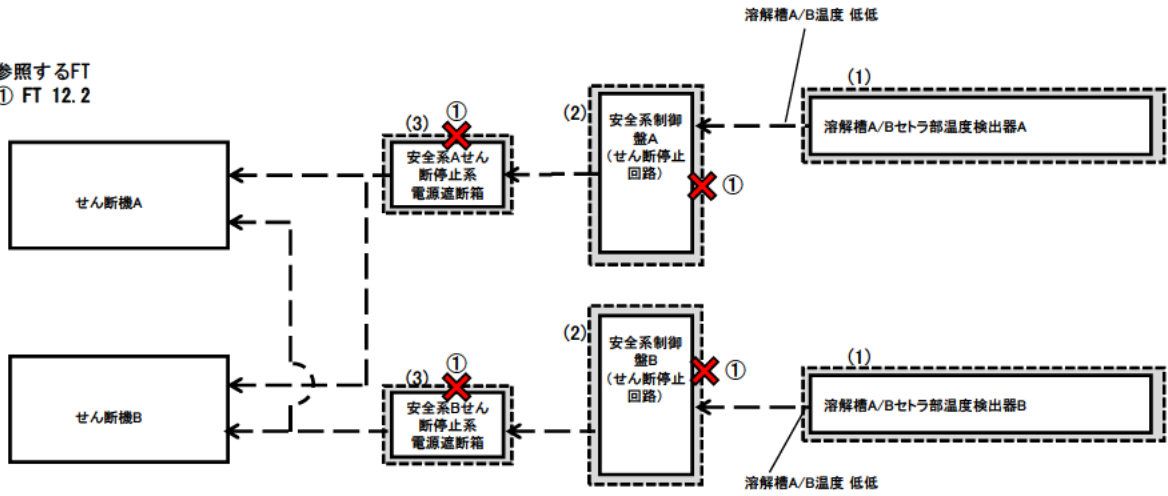 溶解槽A/B温度 低低
参照するFT
① FT 12.2
(1)
溶解槽A/Bセトラ部温度検出器A
(2)
安全系制御
盤A
(せん断停止
回路)
①
(3)
①
安全系Aせん
断停止系
電源遮断箱
せん断機A
(2)
安全系制御
盤B
(せん断停止
回路)
①
(1)
溶解槽A/Bセトラ部温度検出器B
(3)
①
安全系Bせん
断停止系
電源遮断箱
せん断機B
溶解槽A/B温度 低低